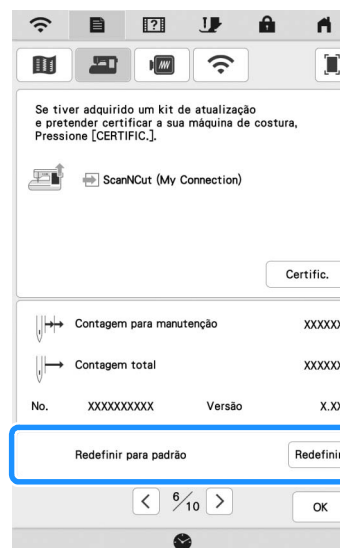 Se tiver adquirido um kit de atualização
e pretender certificar a sua máquina de costura,
Pressione [CERTIFIC.].
ScanNCut (My Connection)
Certific.
Contagem para manutenção XXXXXX
Contagem total XXXXXX
No. XXXXXXXXXX Versão X.XX
Redefinir para padrão Redefinir
< 6/10 > OK